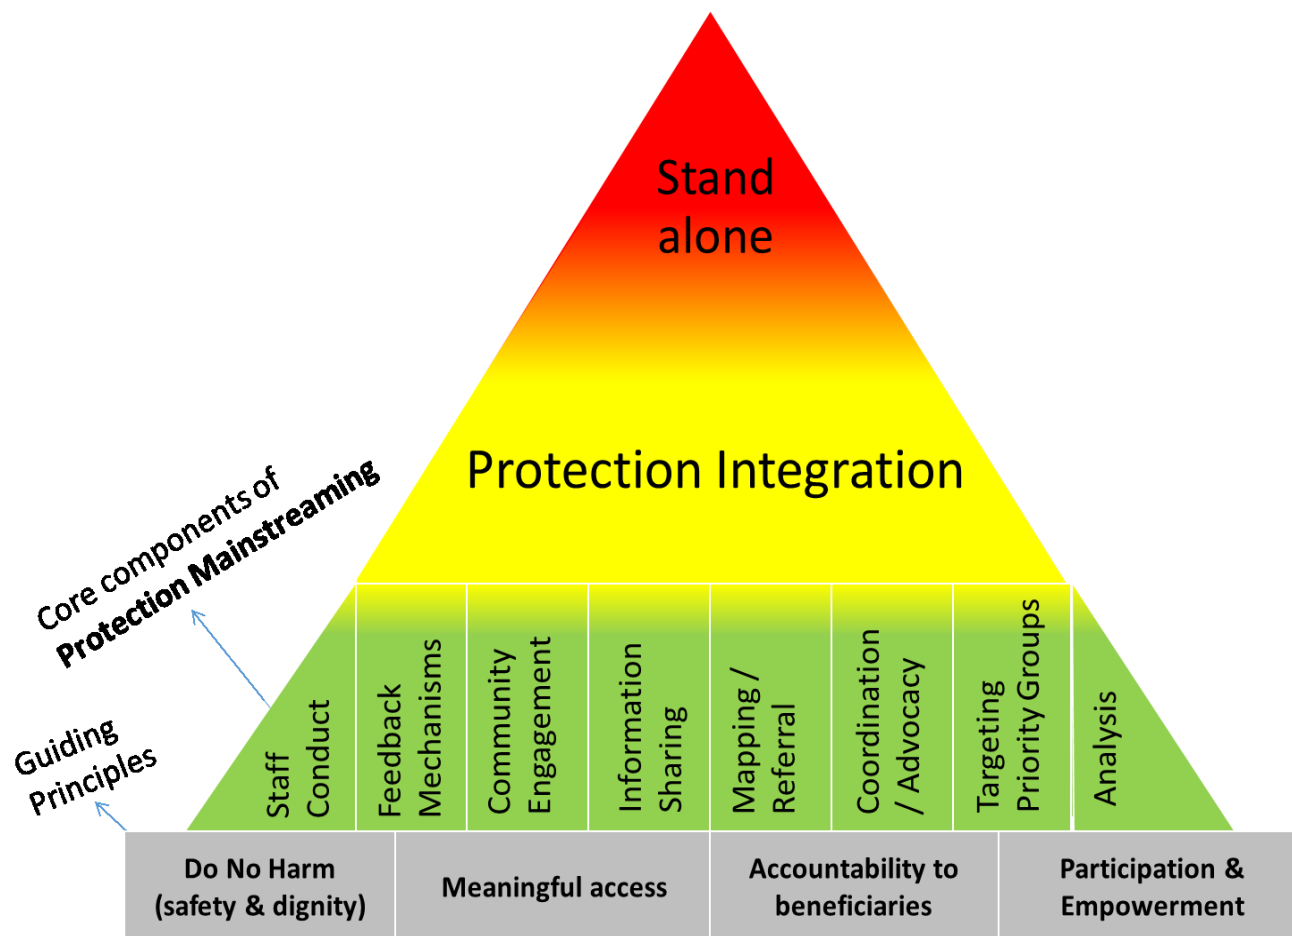 Stand
alone
Protection Integration
Core components of
Protection Mainstreaming
Guiding
Principles
Staff
Conduct
Feedback
Mechanisms
Community
Engagement
Information
Sharing
Mapping /
Referral
Coordination
/ Advocacy
Targeting
Priority Groups
Analysis
Do No Harm
(safety & dignity)
Meaningful access
Accountability to
beneficiaries
Participation &
Empowerment